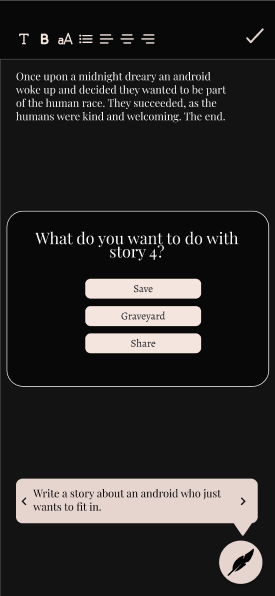 T B aA
Once upon a midnight dreary an android
woke up and decided they wanted to be part
of the human race. They succeeded, as the
humans were kind and welcoming. The end.
What do you want to do with
story 4?
Save
Graveyard
Share
Write a story about an android who just
wants to fit in.